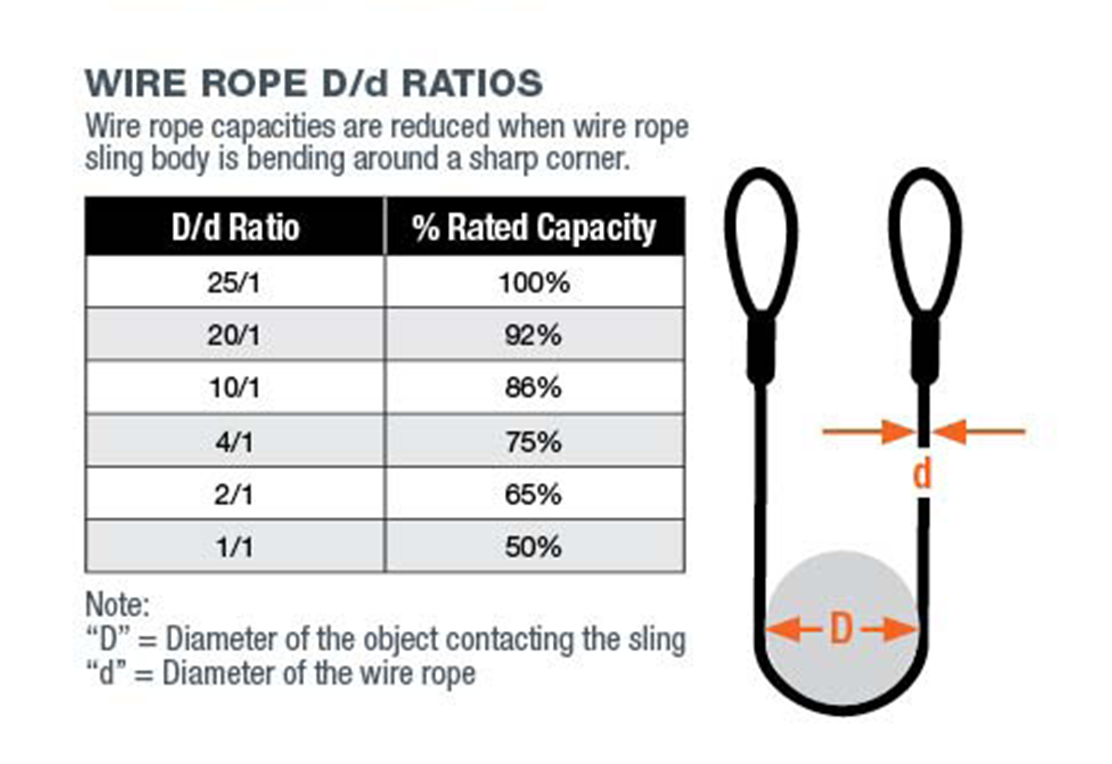 WIRE ROPE D/d RATIOS
Wire rope capacities are reduced when wire rope
sling body is bending around a sharp corner.
D/d Ratio % Rated Capacity
25/1 100%
20/1 92%
10/1 86%
4/1 75%
2/1 65%
1/1 50%
Note:
“D” = Diameter of the object contacting the sling
“d” = Diameter of the wire rope
d
D